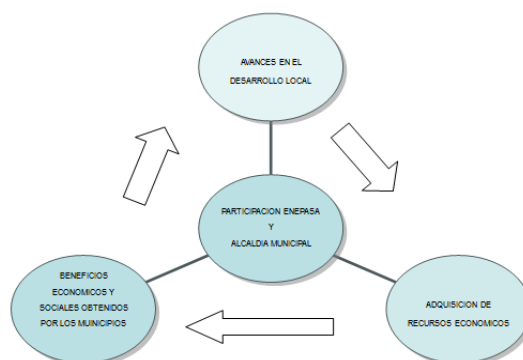 AVANCES EN EL
DESARROLLO LOCAL
PARTICIPACION ENEPASA
Y
ALCALDIA MUNICIPAL
BENEFICIOS
ECONOMICOS Y
SOCIALES OBTENIDOS
POR LOS MUNICIPIOS
ADQUISICION DE
RECURSOS ECONOMICOS